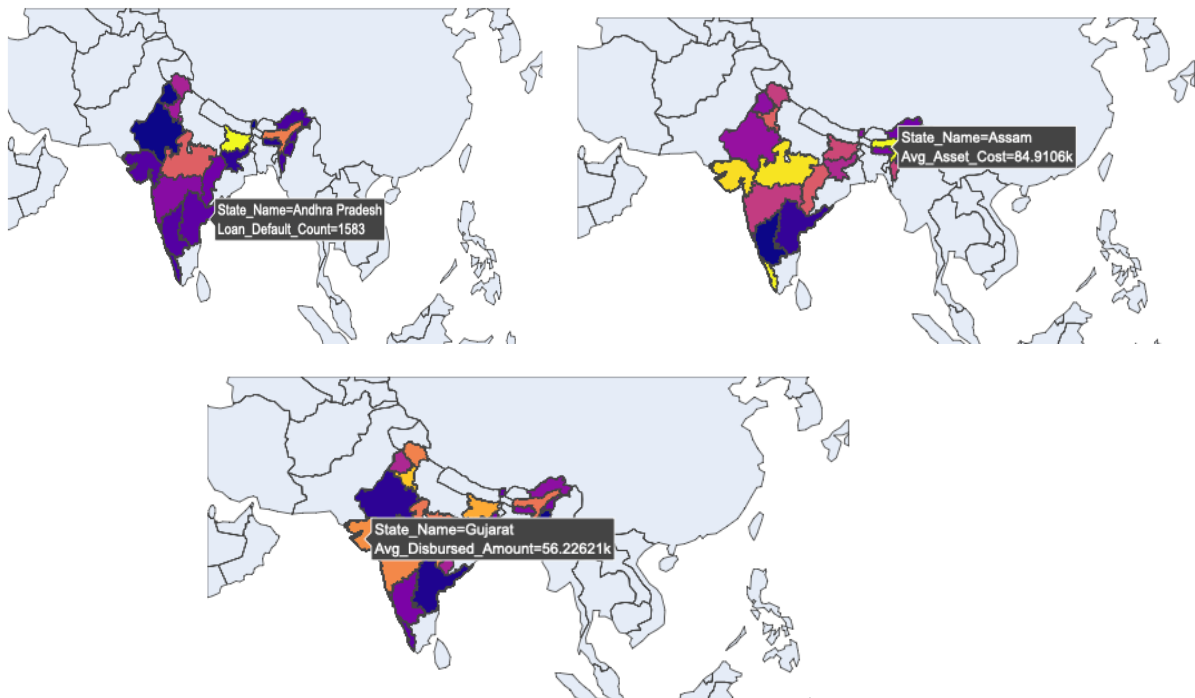 State_Name=Andhra Pradesh
Loan_Default_Count=1583
State_Name=Assam
Avg_Asset_Cost=84.9106k
State_Name=Gujarat
Avg_Disbursed_Amount=56.22621k